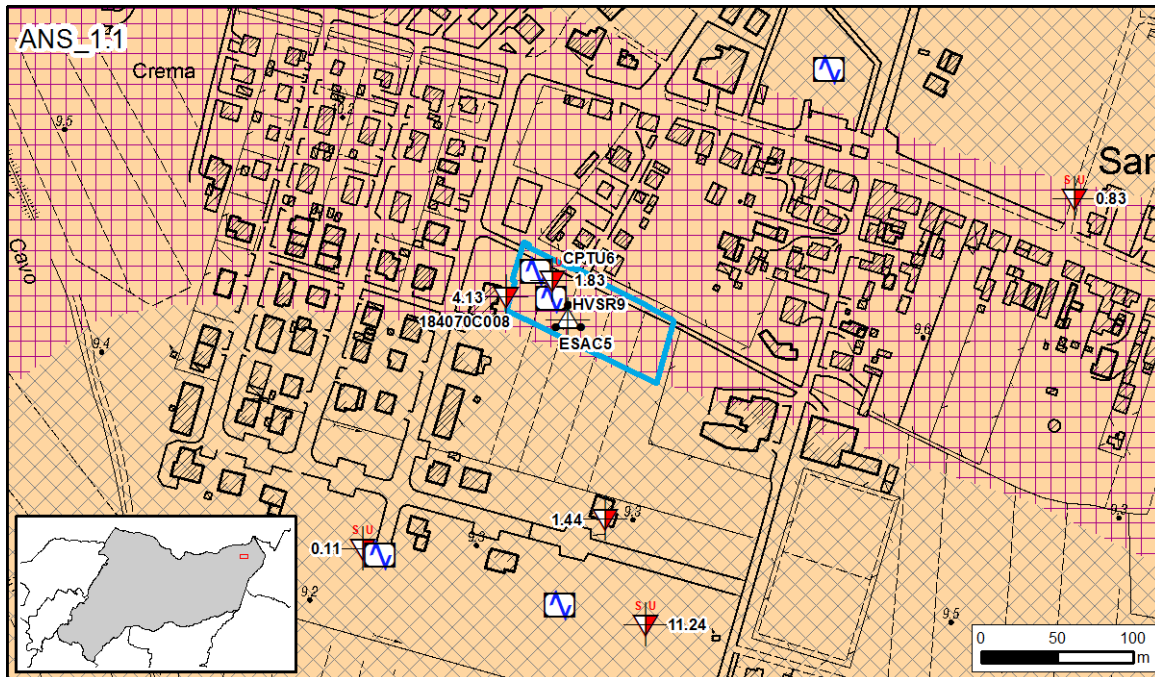 ANS_1.1
Crema
9.5
10.2
San
S U
0.83
Cavo
CPTU6
1.83
4.13
HVSR9
184070C008
ESAC5
9.4
9.6
1.44
9.3
9.3
S U
0.11
9.3
9.2
S U
11.24
9.5
0 50 100
m